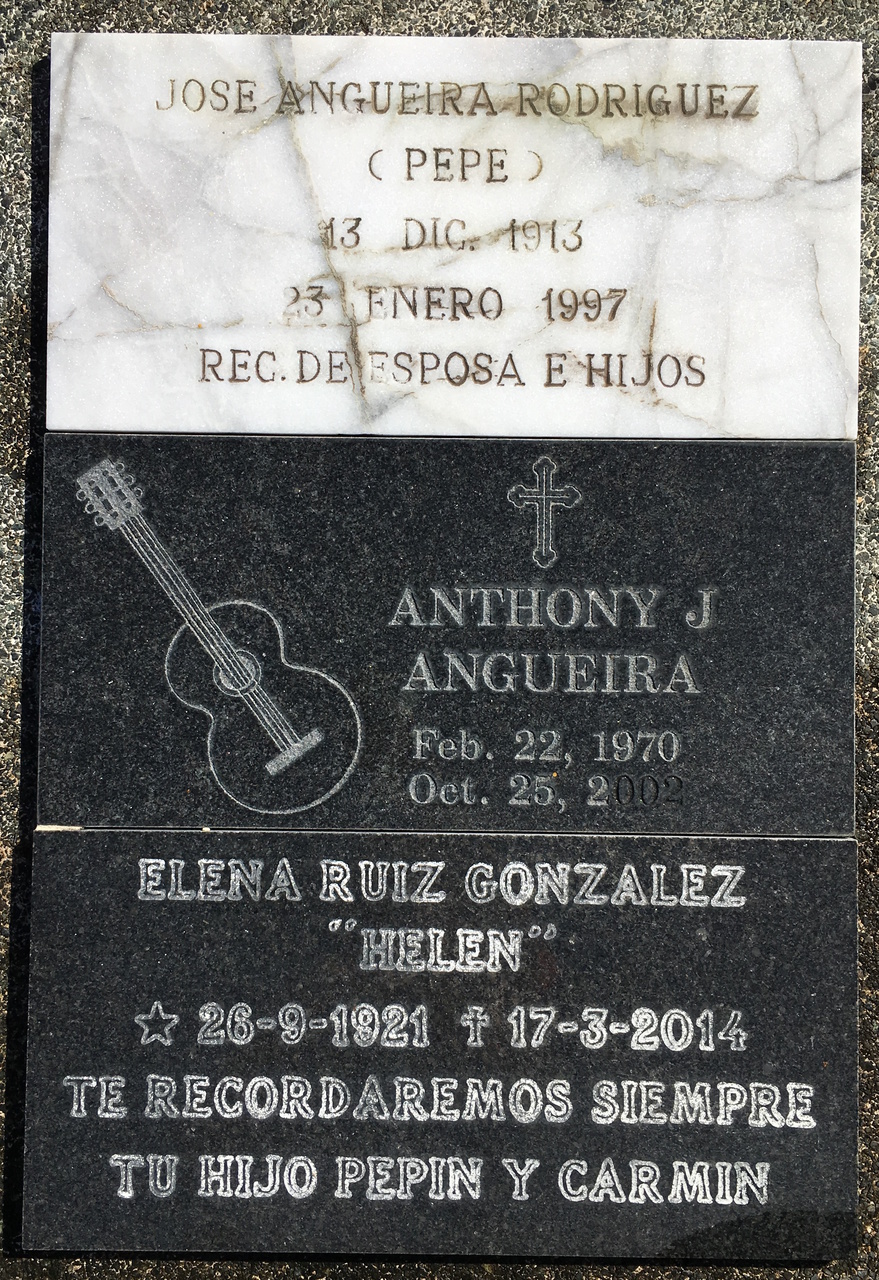 JOSE ANGUEIRA RODRIGUEZ
( PEPE )
13 DIC. 1913
23 ENERO 1997
REC. DE ESPOSA E HIJOS
ANTHONY J
ANGUEIRA
Feb. 22, 1970
Oct. 25, 2002
ELENA RUIZ GONZALEZ
"HELEN"
☆ 26-9-1921 ✝ 17-3-2014
TE RECORDAREMOS SIEMPRE
TU HIJO PEPIN Y CARMIN